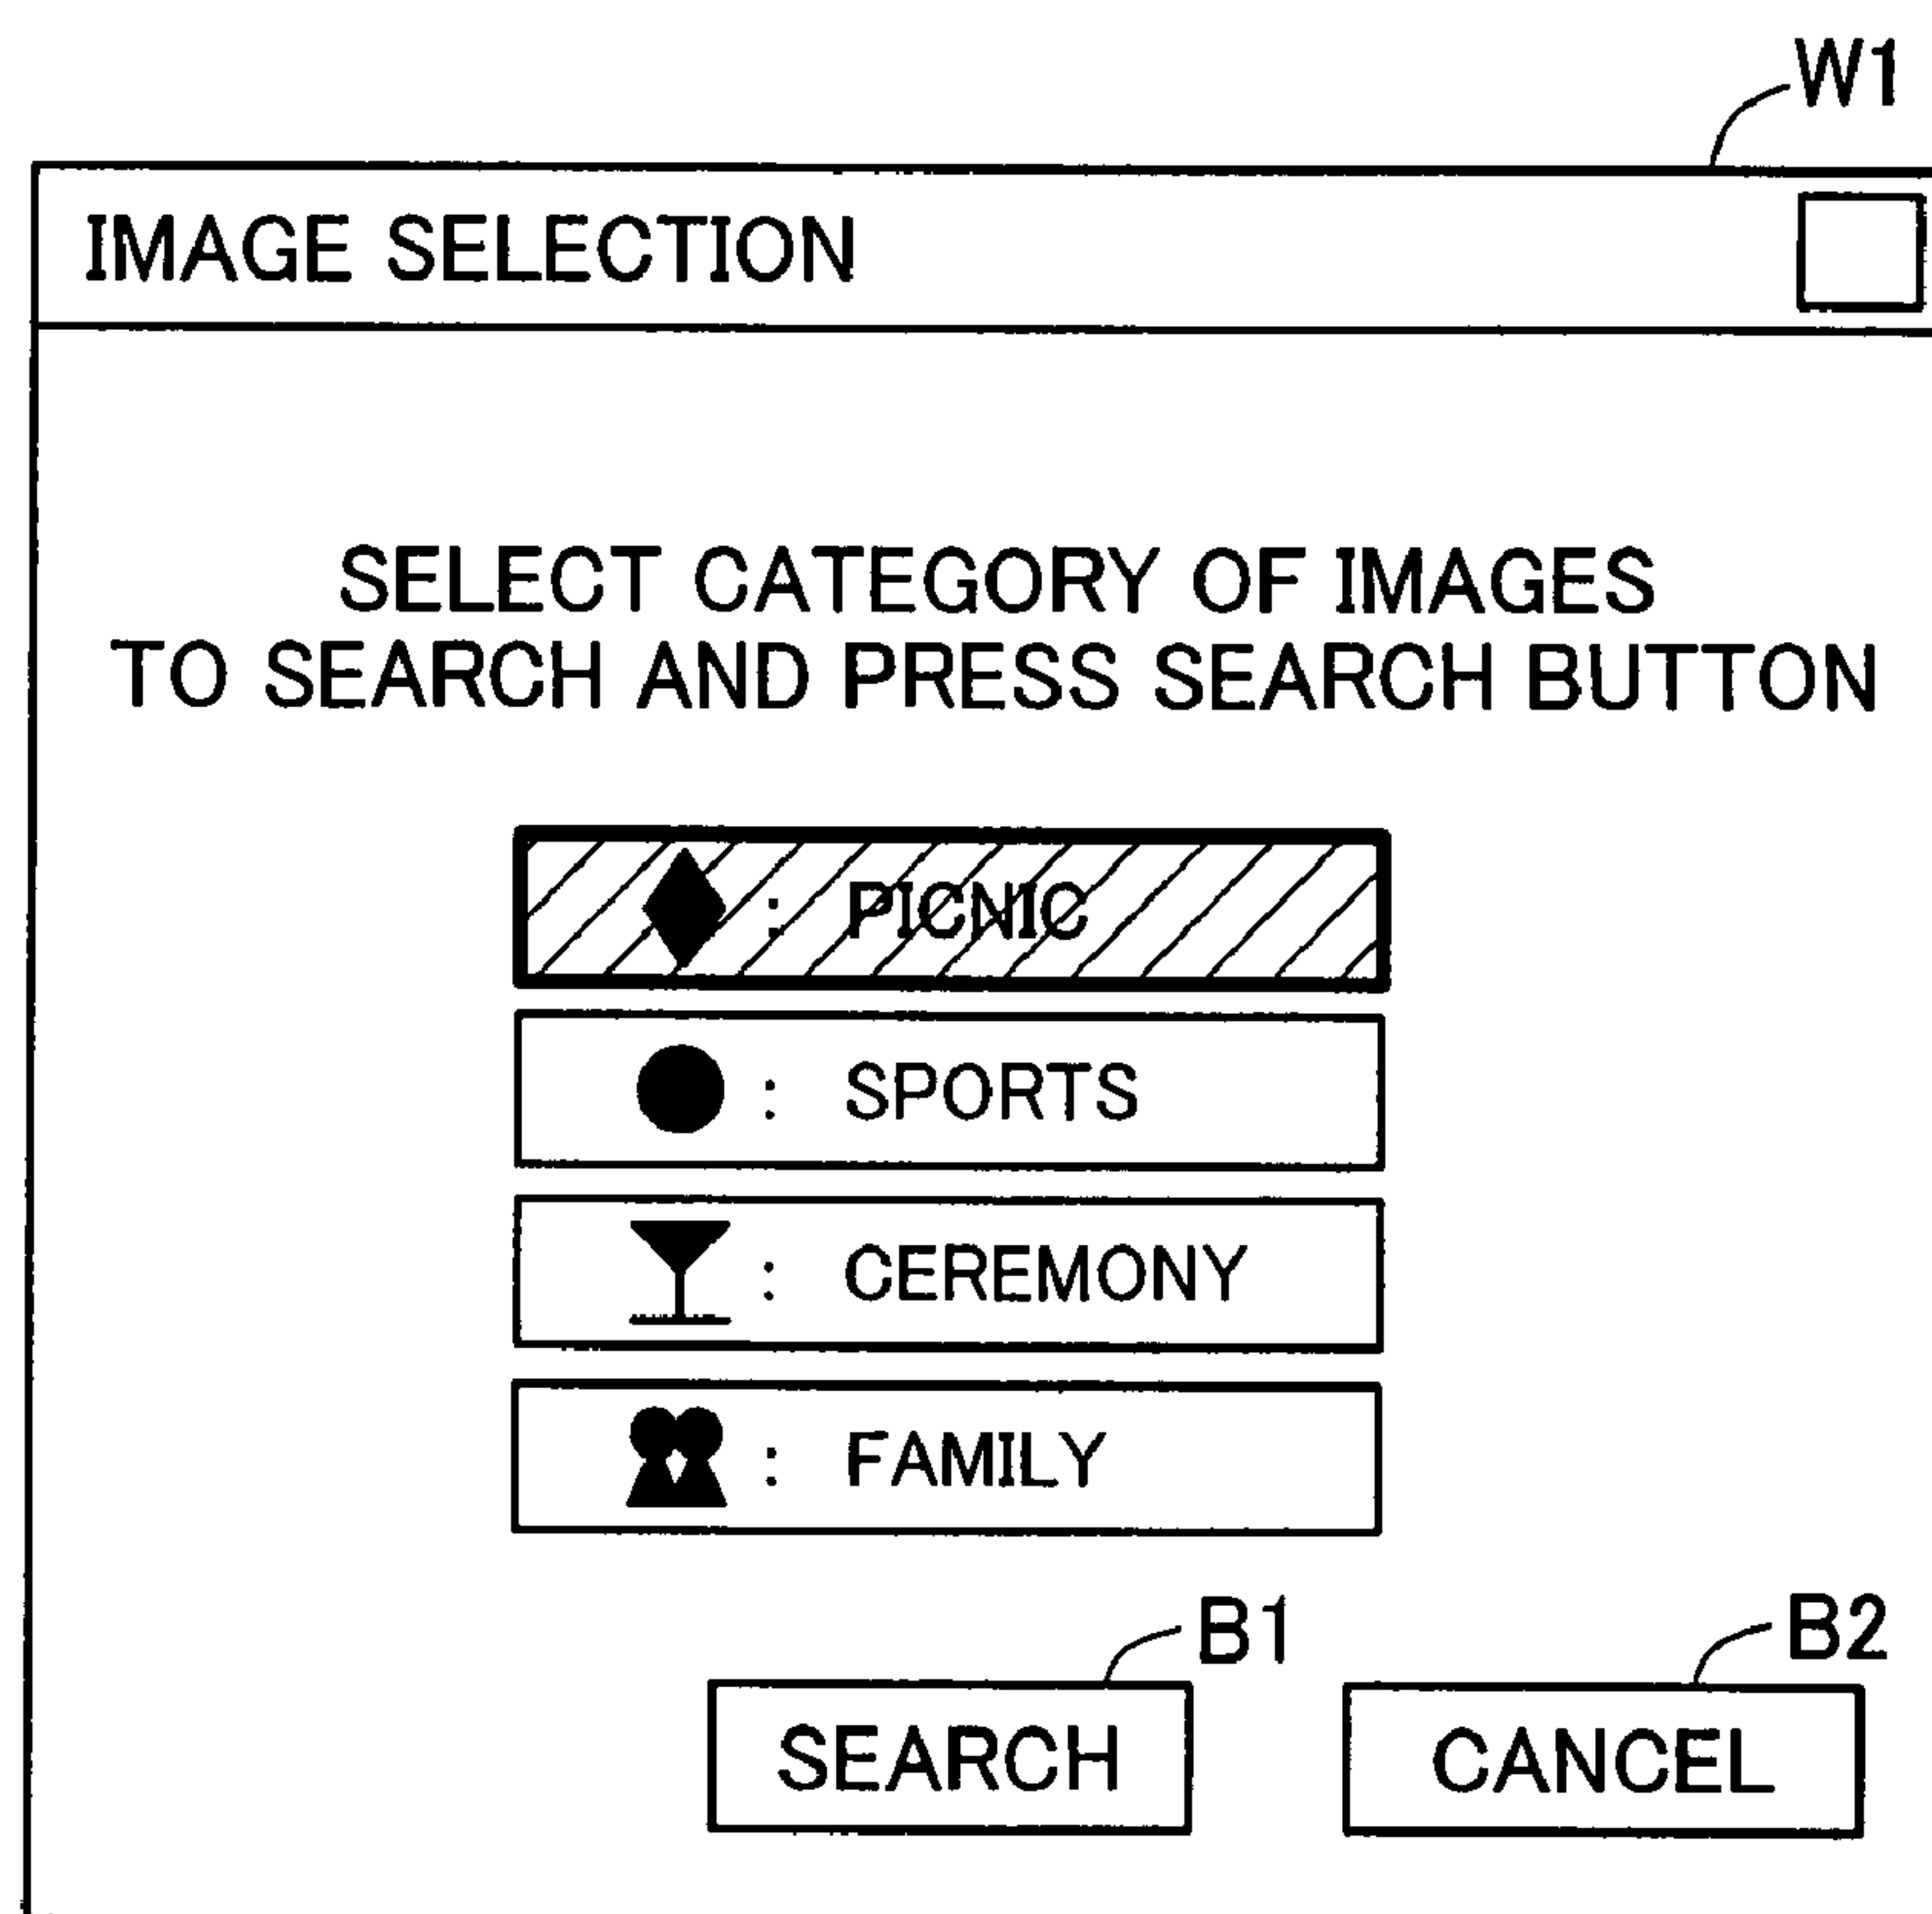 W1
IMAGE SELECTION
SELECT CATEGORY OF IMAGES
TO SEARCH AND PRESS SEARCH BUTTON
: PICNIC
: SPORTS
: CEREMONY
: FAMILY
B1
B2
SEARCH
CANCEL